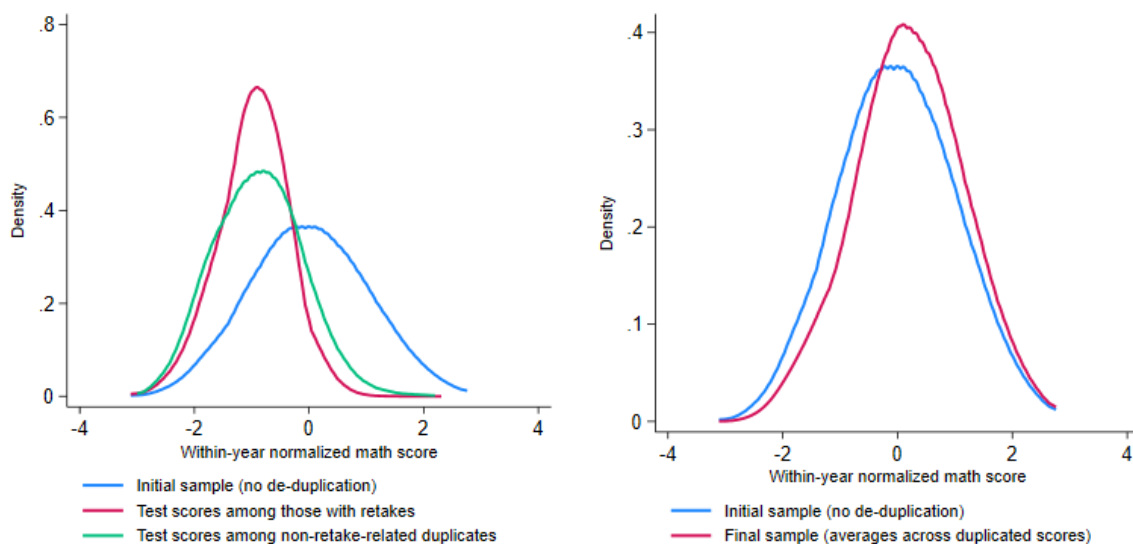 .8
.6
.4
.2
0
Density
-4
-2
0
2
4
Within-year normalized math score
Initial sample (no de-duplication)
Test scores among those with retakes
Test scores among non-retake-related duplicates
.4
.3
.2
.1
0
Density
-4
-2
0
2
4
Within-year normalized math score
Initial sample (no de-duplication)
Final sample (averages across duplicated scores)